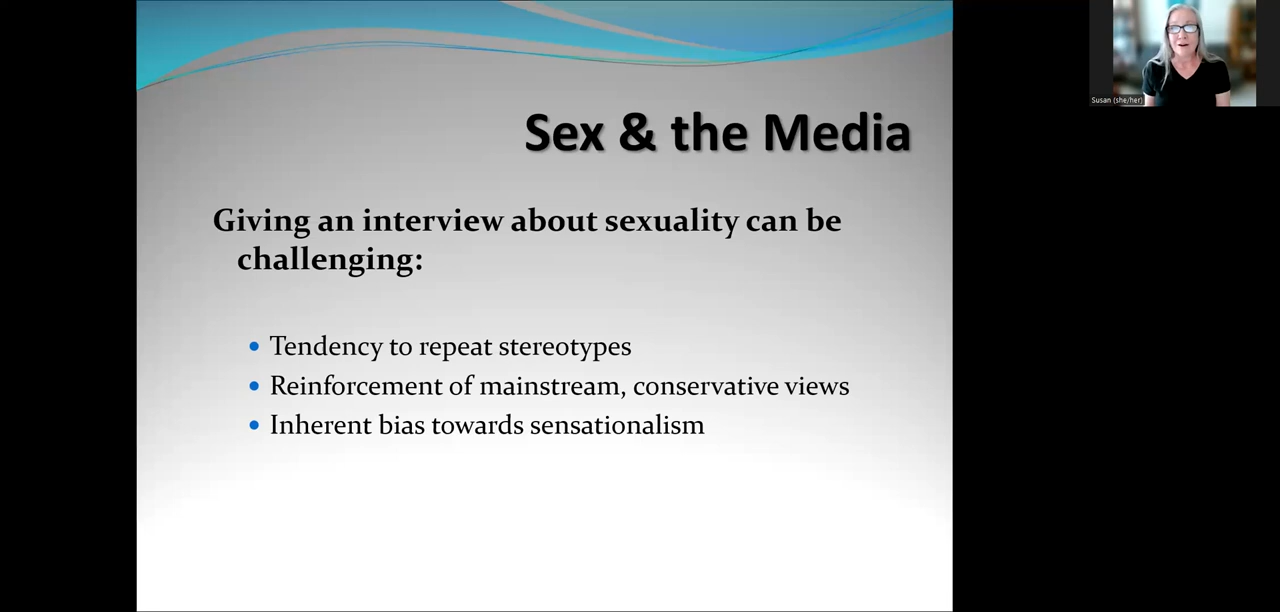 Sex & the Media
Susan (she/her)
Giving an interview about sexuality can be
challenging:
• Tendency to repeat stereotypes
• Reinforcement of mainstream, conservative views
• Inherent bias towards sensationalism